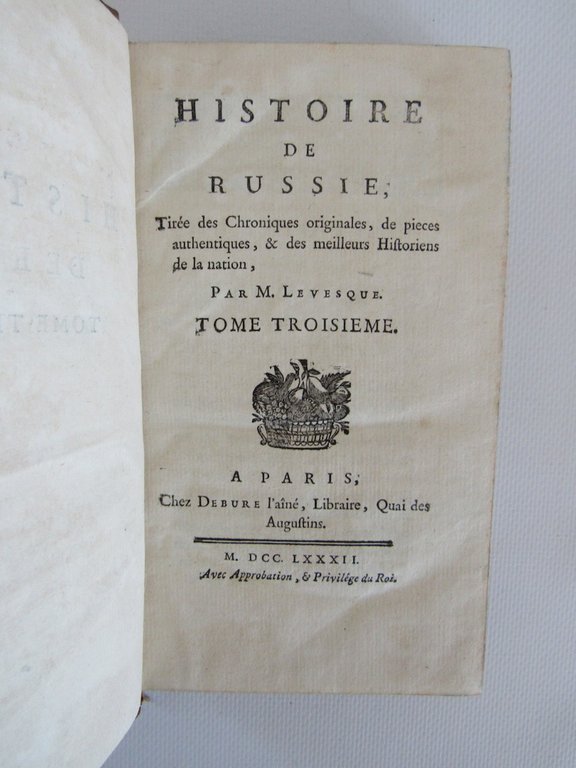 HISTOIRE
DE
RUSSIE,
Tirée des Chroniques originales, de pieces
authentiques, & des meilleurs Hiſtoriens
de la nation,
PAR M. LEVESQUE.
TOME TROISIEME.
A PARIS,
Chez DEBURE l'aîné, Libraire, Quai des
Auguſtins.
M. DCC. LXXXII.
Avec Approbation, & Privilége du Roi.